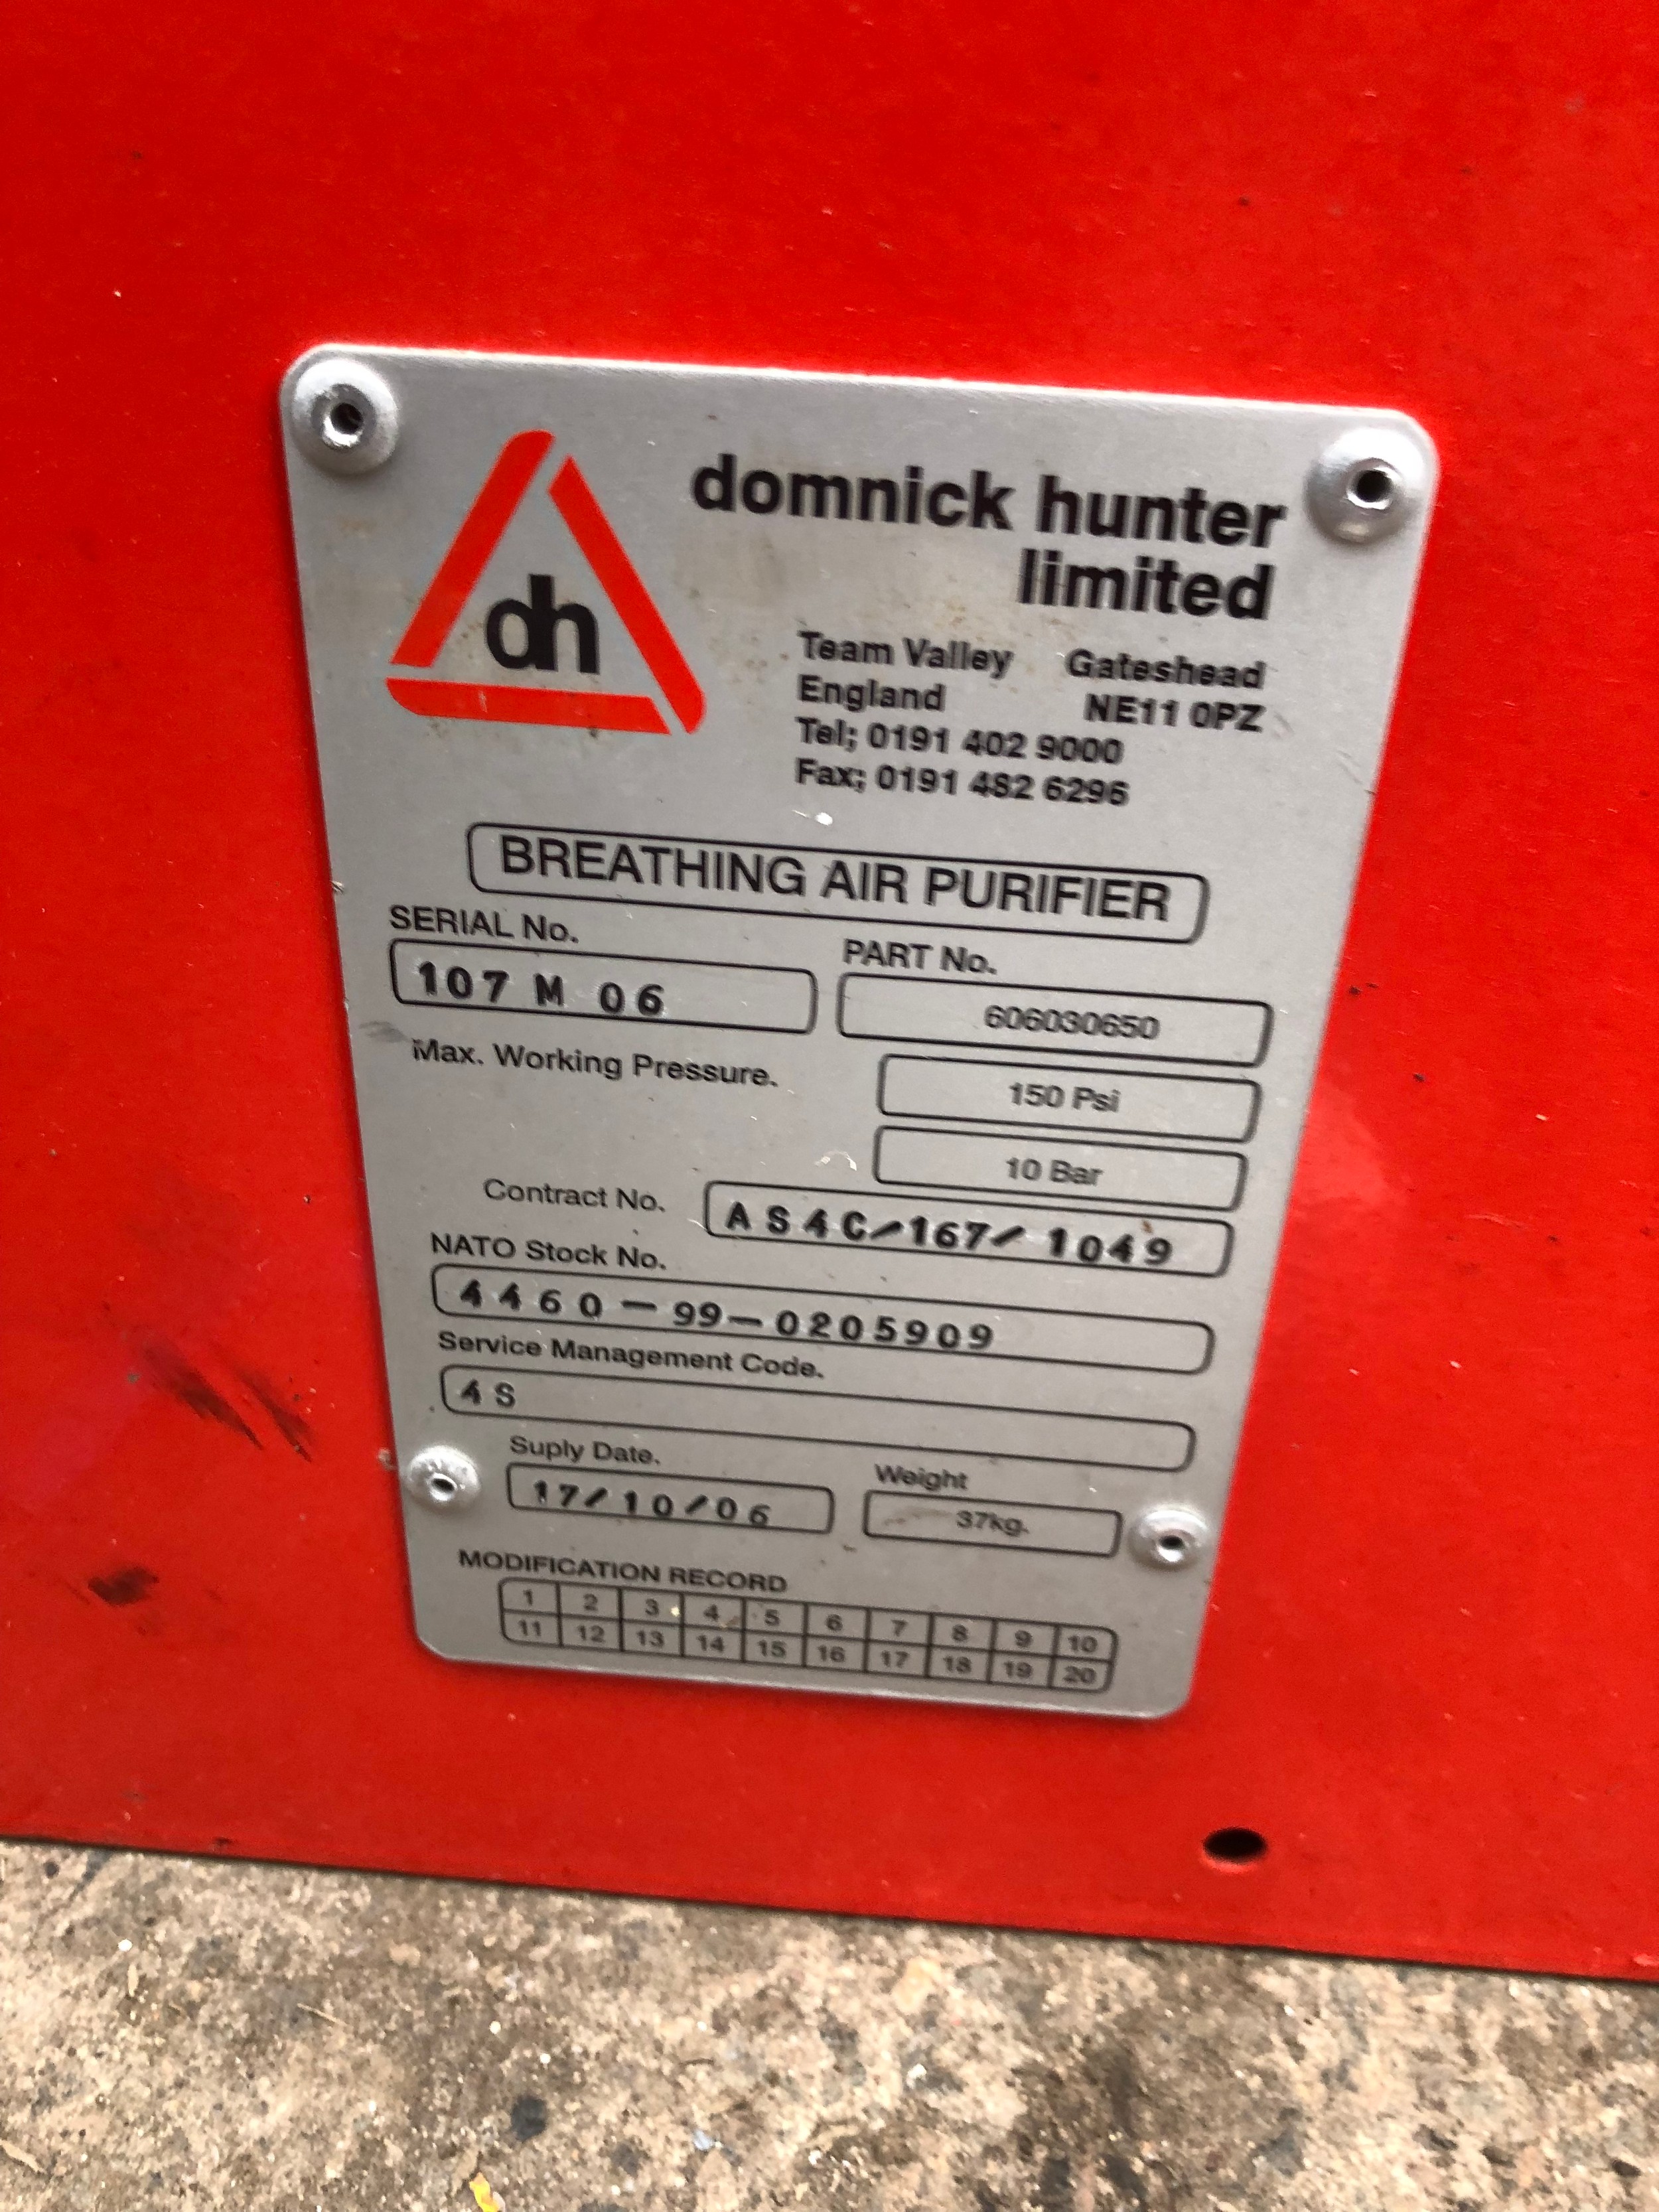 dh
domnick hunter
limited
Team Valley Gateshead
England NE11 0PZ
Tel; 0191 402 9000
Fax; 0191 482 6296
BREATHING AIR PURIFIER
SERIAL No. PART No.
107 M 06 606030650
Max. Working Pressure. 150 Psi
10 Bar
Contract No. AS4C/167/1049
NATO Stock No.
4460-99-0205909
Service Management Code.
4S
Suply Date. Weight
17/10/06 37kg.
MODIFICATION RECORD
1 2 3 4 5 6 7 8 9 10
11 12 13 14 15 16 17 18 19 20